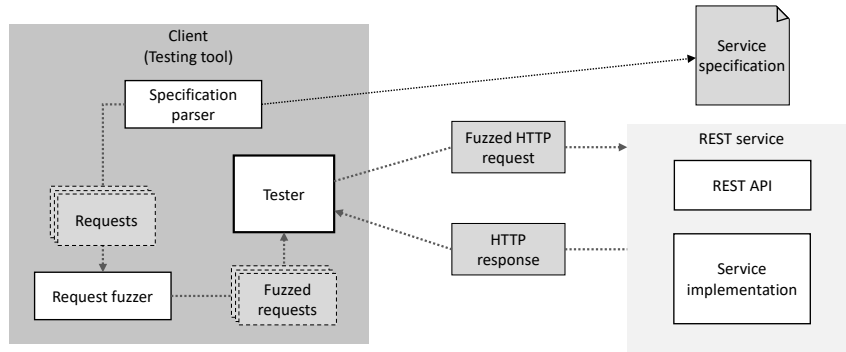 Client
(Testing tool)
Specification
parser
Requests
Request fuzzer
Fuzzed
requests
Tester
Fuzzed HTTP
request
HTTP
response
Service
specification
REST service
REST API
Service
implementation